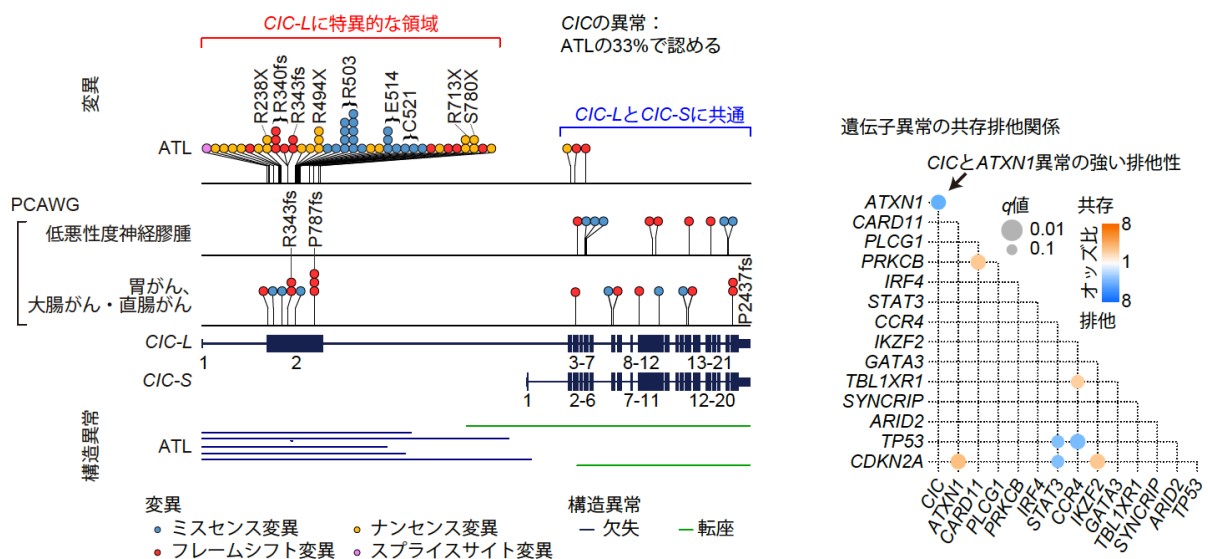 CIC-Lに特異的な領域
CICの異常：
ATLの33%で認める
変異
R238X
}R340fs
R343fs
R494X
}R503
}E514
}C521
R713X
S780X
CIC-LとCIC-Sに共通
ATL
PCAWG
低悪性度神経膠腫
R343fs
P787fs
胃がん、
大腸がん・直腸がん
P2437fs
CIC-L
1 2 3-7 8-12 13-21
CIC-S
1 2-6 7-11 12-20
構造異常
ATL
変異
ミスセンス変異
ナンセンス変異
フレームシフト変異
スプライスサイト変異
構造異常
欠失
転座
遺伝子異常の共存排他関係
CICとATXN1異常の強い排他性
q値
0.01
0.1
共存
オッズ比
8
1
8
排他
ATXN1
CARD11
PLCG1
PRKCB
IRF4
STAT3
CCR4
IKZF2
GATA3
TBL1XR1
SYNCRIP
ARID2
TP53
CDKN2A
CIC
ATXN1
CARD11
PLCG1
PRKCB
IRF4
STAT3
CCR4
IKZF2
GATA3
TBL1XR1
SYNCRIP
ARID2
TP53